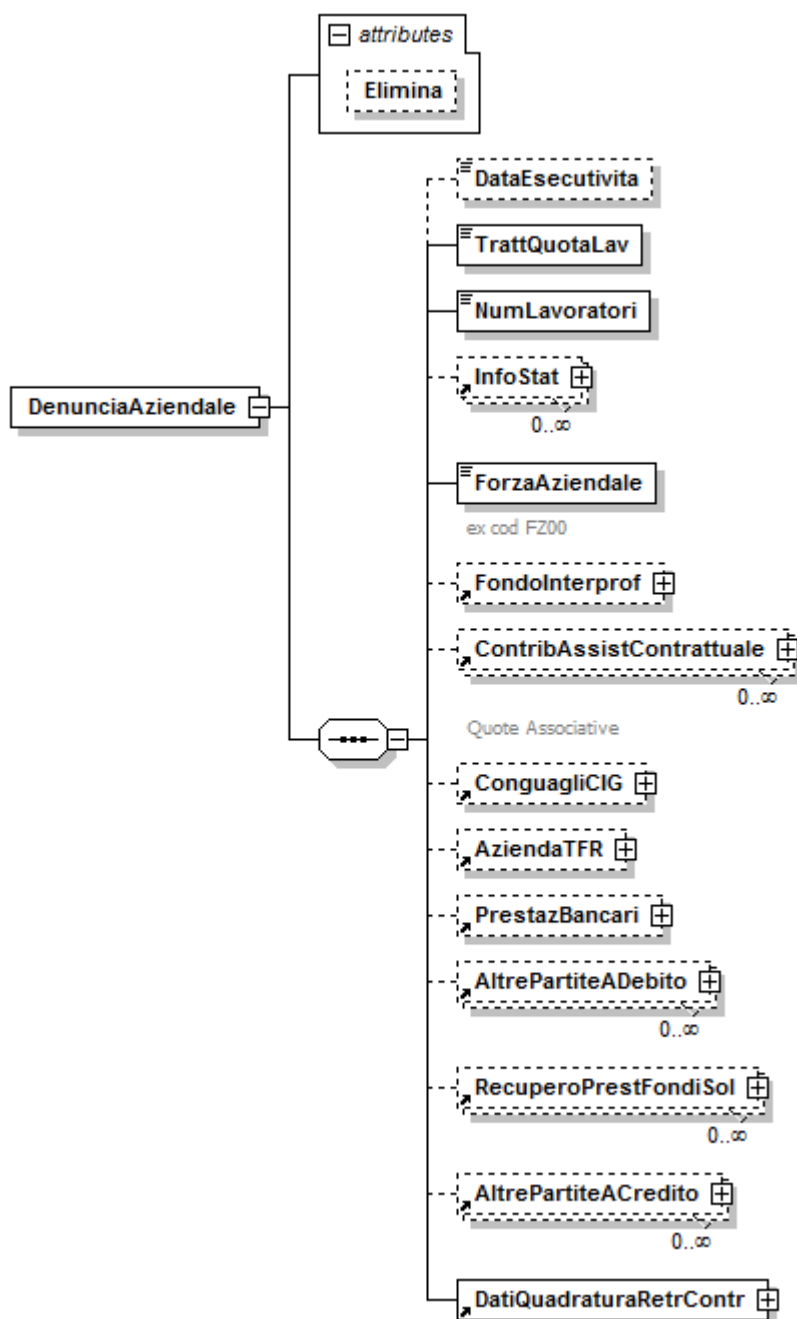 attributes
Elimina
DataEsecutivita
TrattQuotaLav
NumLavoratori
InfoStat
0..∞
DenunciaAziendale
ForzaAziendale
ex cod FZ00
FondoInterprof
ContribAssistContrattuale
0..∞
Quote Associative
ConguagliCIG
AziendaTFR
PrestazBancari
AltrePartiteADebito
0..∞
RecuperoPrestFondiSol
0..∞
AltrePartiteACredito
0..∞
DatiQuadraturaRetrContr